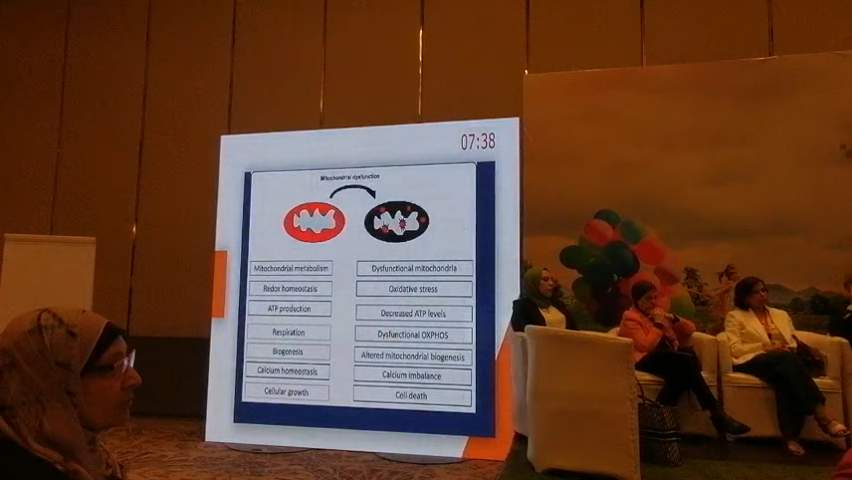 07:38
Mitochondrial dysfunction
Mitochondrial metabolism
Dysfunctional mitochondria
Redox homeostasis
Oxidative stress
ATP production
Decreased ATP levels
Respiration
Dysfunctional OXPHOS
Biogenesis
Altered mitochondrial biogenesis
Calcium homeostasis
Calcium imbalance
Cellular growth
Cell death